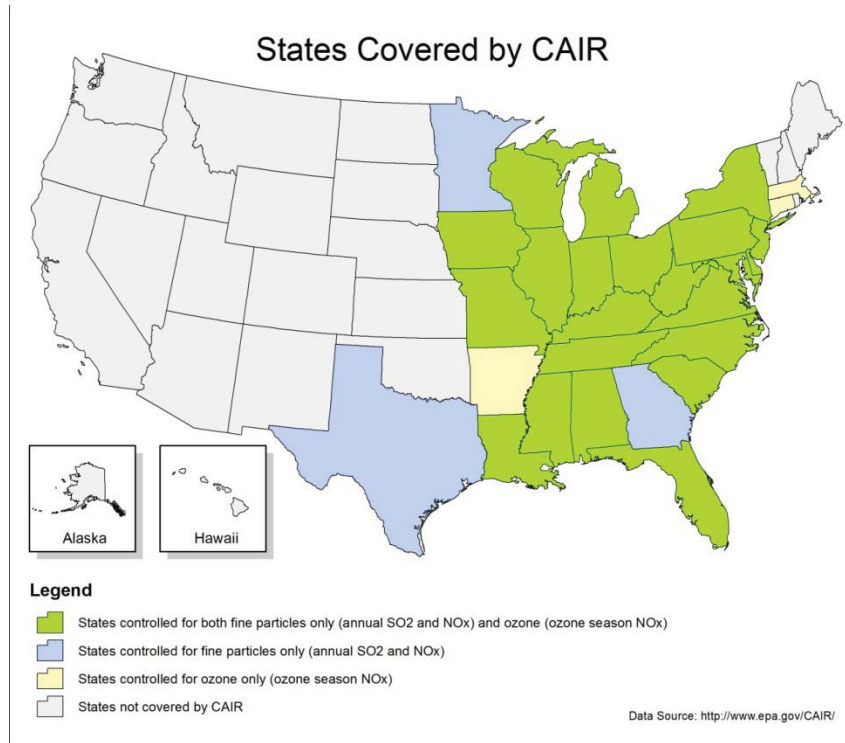 States Covered by CAIR
Alaska
Hawaii
Legend
States controlled for both fine particles only (annual SO2 and NOx) and ozone (ozone season NOx)
States controlled for fine particles only (annual SO2 and NOx)
States controlled for ozone only (ozone season NOx)
States not covered by CAIR
Data Source: http://www.epa.gov/CAIR/